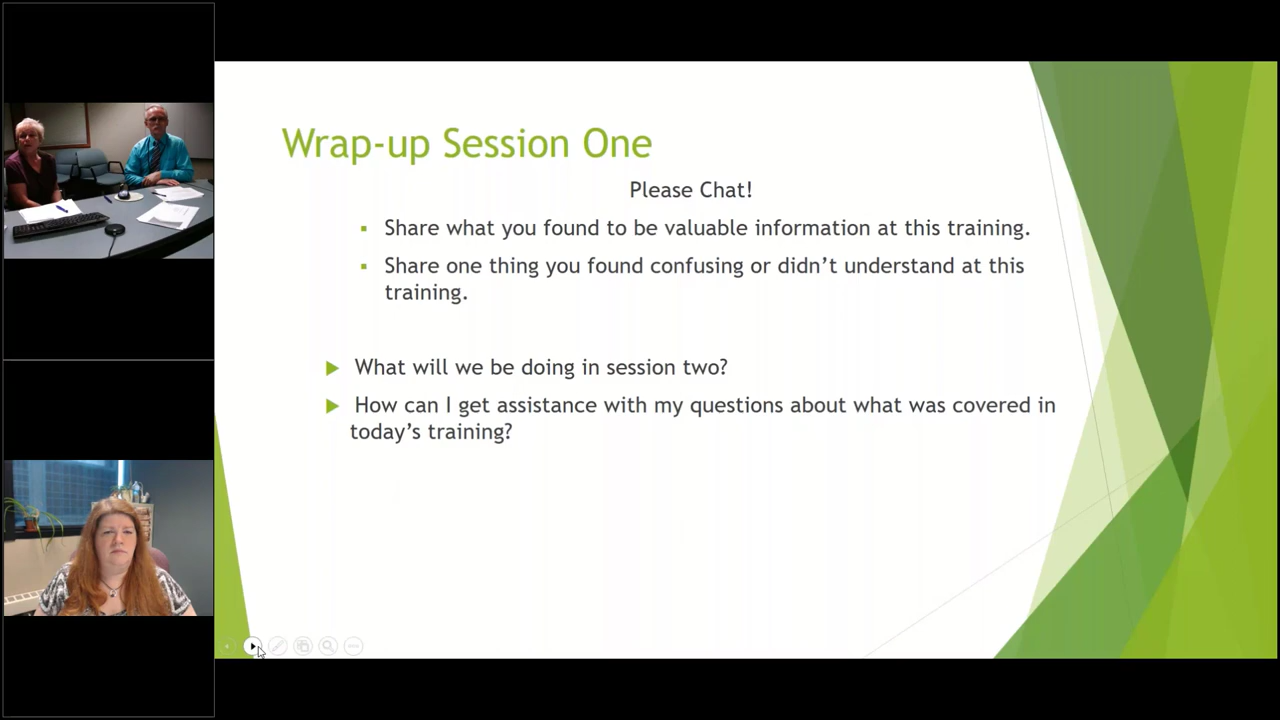 Wrap-up Session One
Please Chat!
Share what you found to be valuable information at this training.
Share one thing you found confusing or didn’t understand at this
training.
What will we be doing in session two?
How can I get assistance with my questions about what was covered in
today’s training?